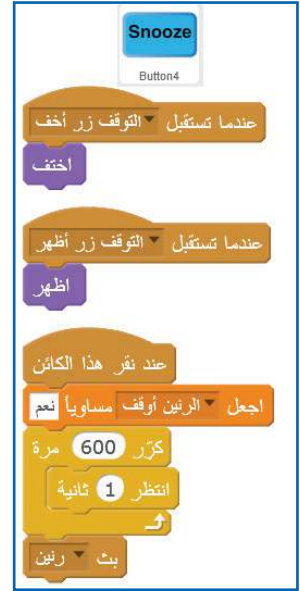 Snooze
Button4
عندما تستقبل التوقف زر أخف
اختف
عندما تستقبل التوقف زر أظهر
اظهر
عند نقر هذا الكائن
اجعل الرنين أوقف مساوياً نعم
كرّر 600 مرة
انتظر 1 ثانية
بث رنين